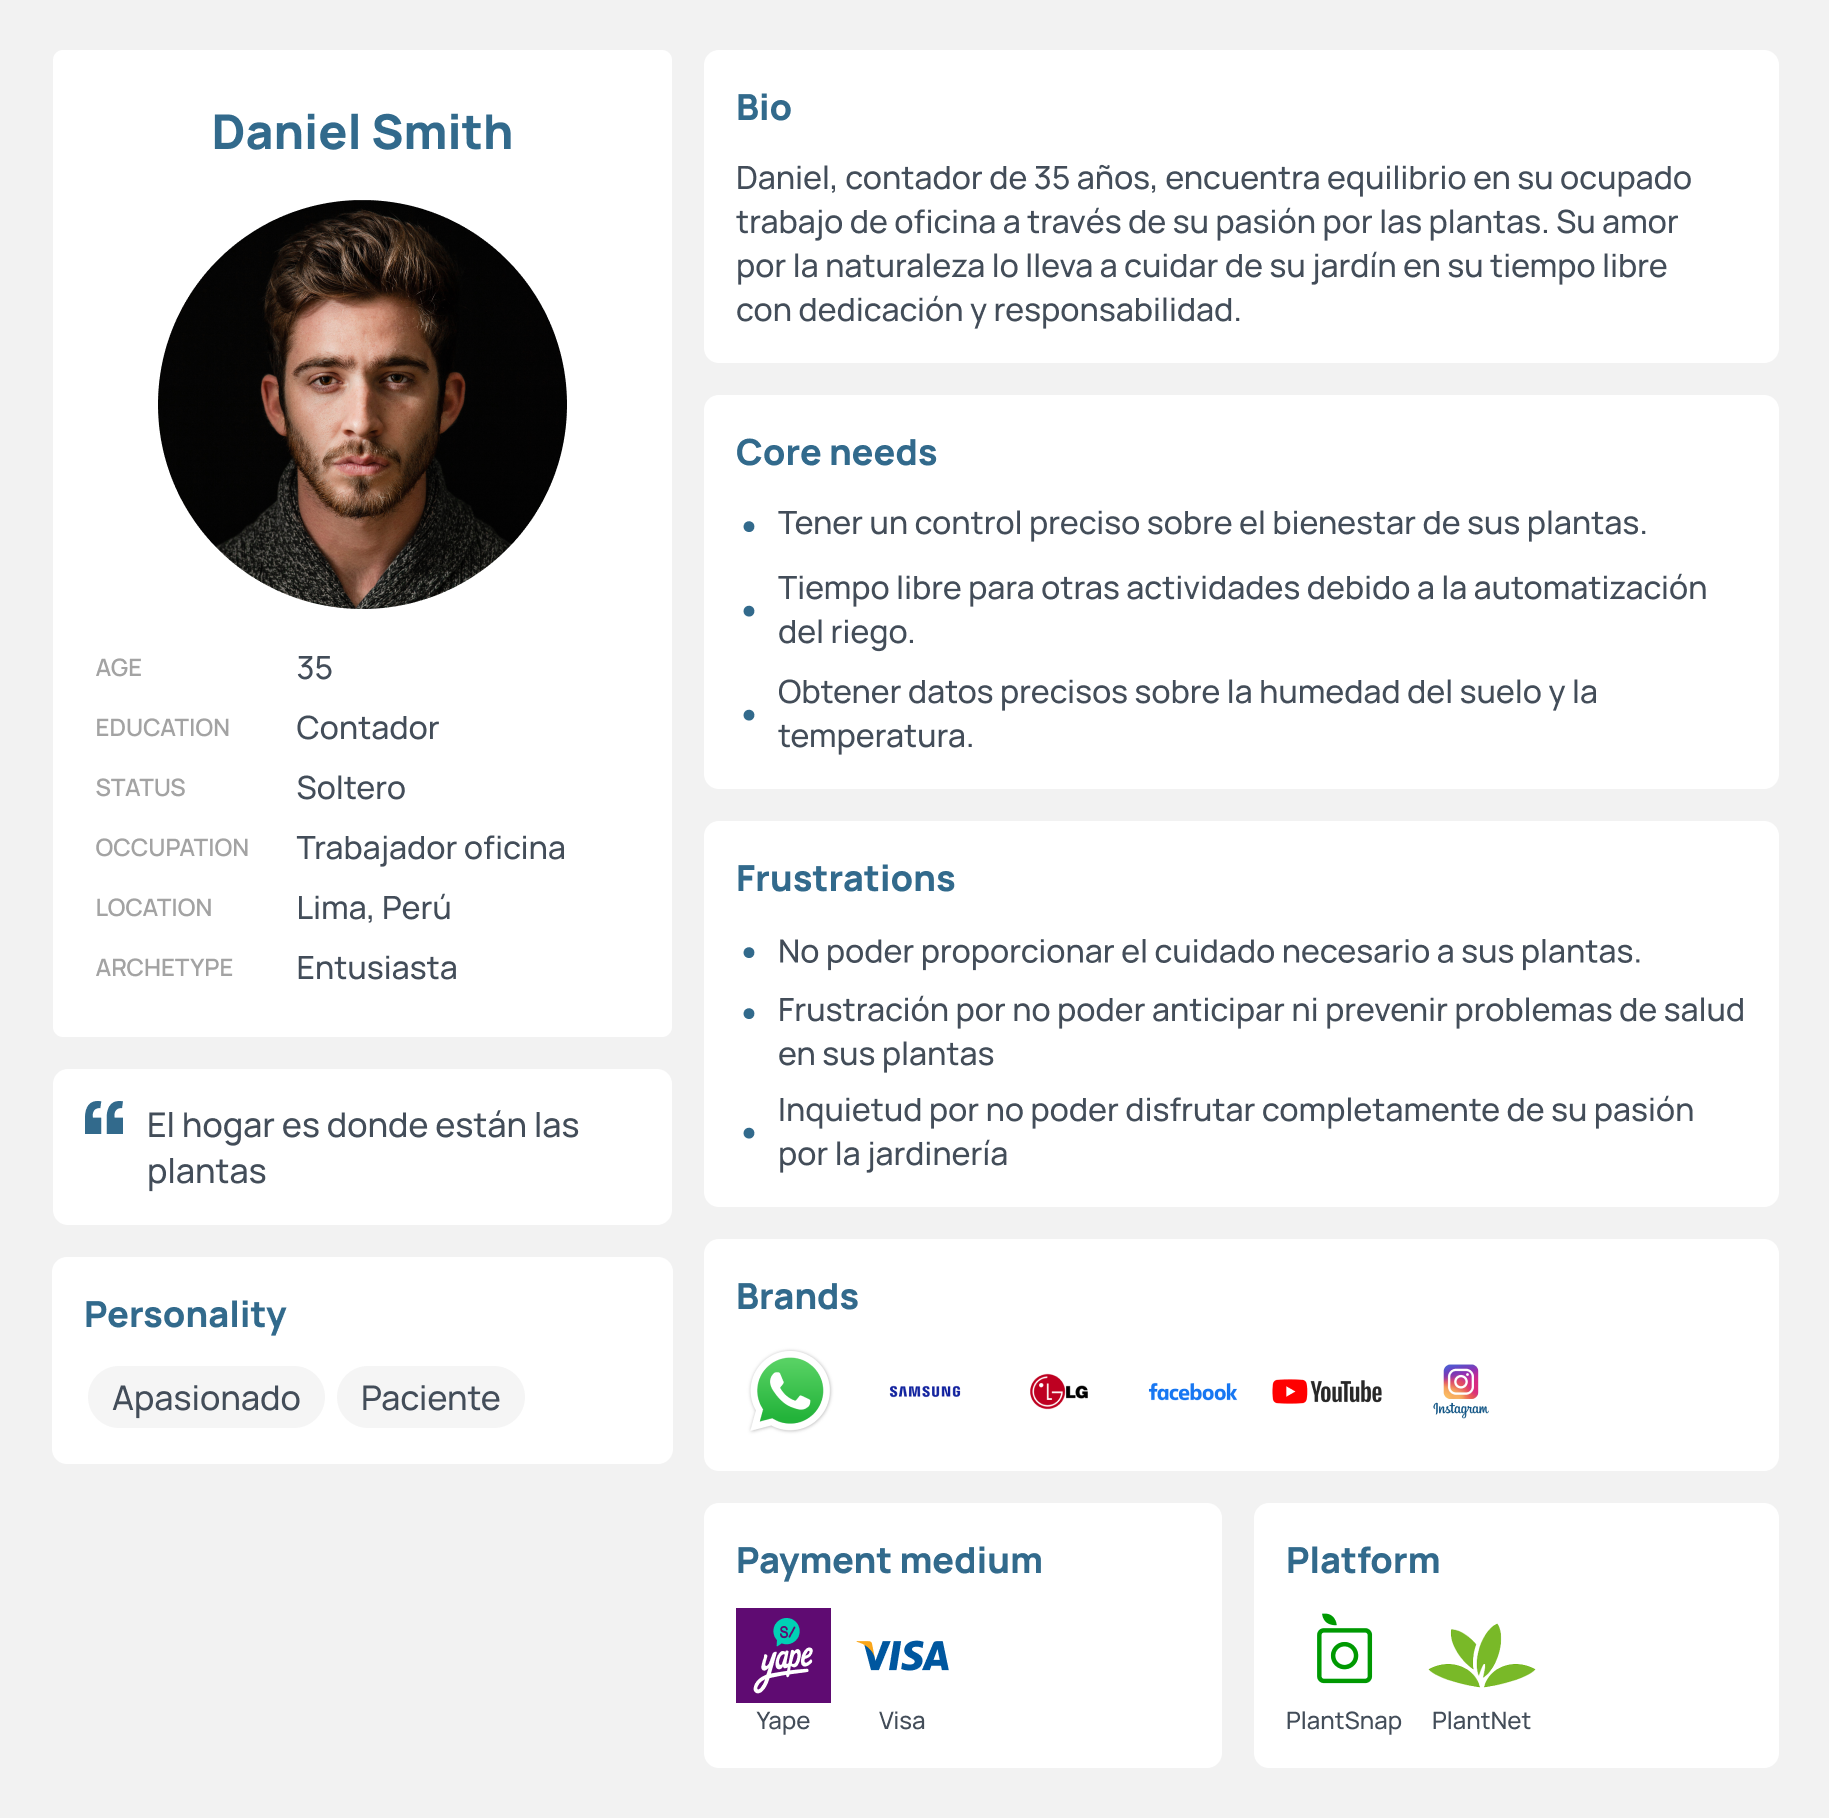 Daniel Smith
AGE 35
EDUCATION Contador
STATUS Soltero
OCCUPATION Trabajador oficina
LOCATION Lima, Perú
ARCHETYPE Entusiasta
El hogar es donde están las
plantas
Personality
Apasionado Paciente
Bio
Daniel, contador de 35 años, encuentra equilibrio en su ocupado
trabajo de oficina a través de su pasión por las plantas. Su amor
por la naturaleza lo lleva a cuidar de su jardín en su tiempo libre
con dedicación y responsabilidad.
Core needs
Tener un control preciso sobre el bienestar de sus plantas.
Tiempo libre para otras actividades debido a la automatización
del riego.
Obtener datos precisos sobre la humedad del suelo y la
temperatura.
Frustrations
No poder proporcionar el cuidado necesario a sus plantas.
Frustración por no poder anticipar ni prevenir problemas de salud
en sus plantas
Inquietud por no poder disfrutar completamente de su pasión
por la jardinería
Brands
SAMSUNG LG facebook YouTube Instagram
Payment medium
S/
yape VISA
Yape Visa
Platform
PlantSnap PlantNet